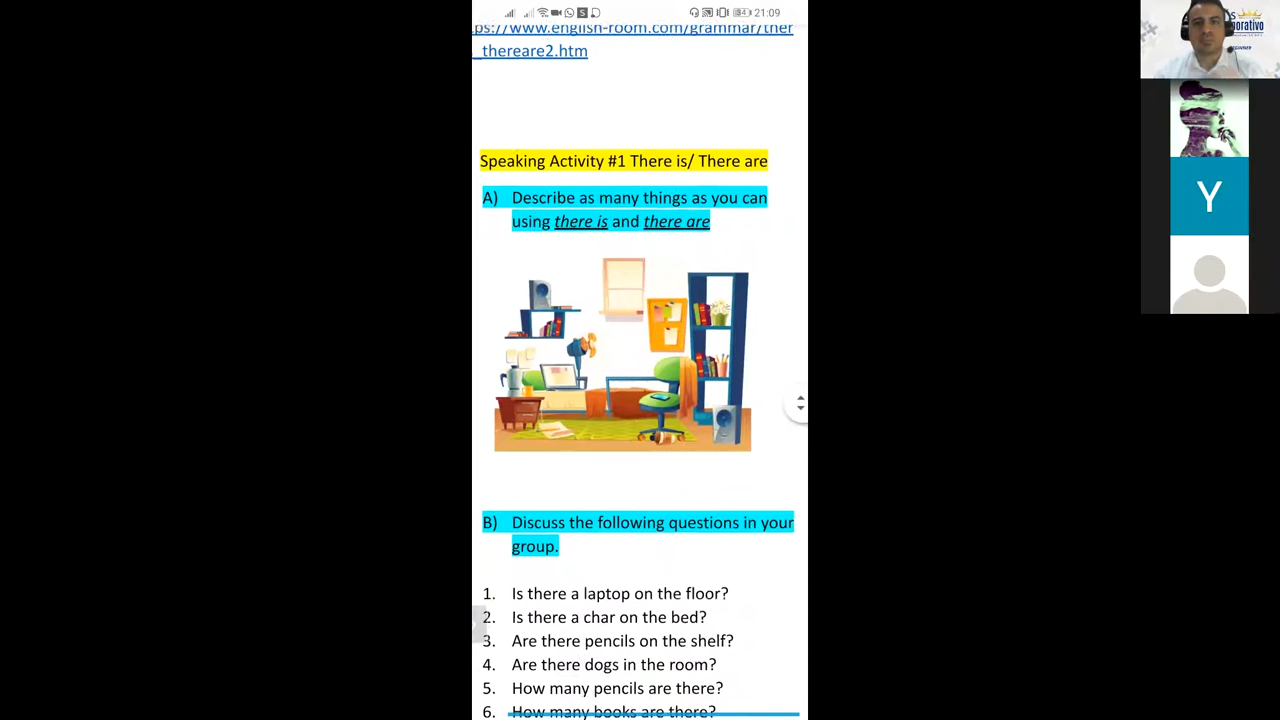 84 21:09
ps://www.english-room.com/grammar/ther
_thereare2.htm
Speaking Activity #1 There is/ There are
A) Describe as many things as you can
using there is and there are
B) Discuss the following questions in your
group.
1. Is there a laptop on the floor?
2. Is there a char on the bed?
3. Are there pencils on the shelf?
4. Are there dogs in the room?
5. How many pencils are there?
6. How many books are there?
Y